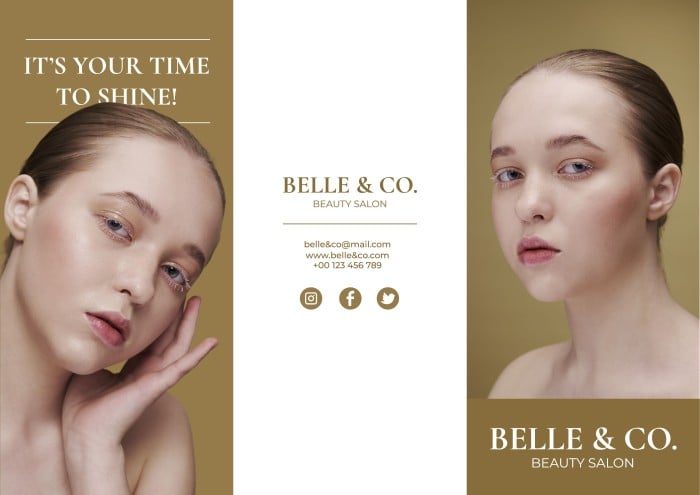 IT'S YOUR TIME
TO SHINE!
BELLE & CO.
BEAUTY SALON
belle&co@mail.com
www.belle&co.com
+00 123 456 789
BELLE & CO.
BEAUTY SALON